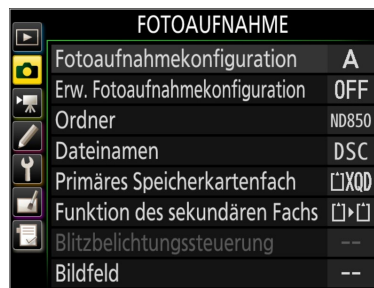 FOTOAUFNAHME
Fotoaufnahmekonfiguration A
Erw. Fotoaufnahmekonfiguration OFF
Ordner ND850
Dateinamen DSC
Primäres Speicherkartenfach XQD
Funktion des sekundären Fachs
Blitzbelichtungssteuerung --
Bildfeld --